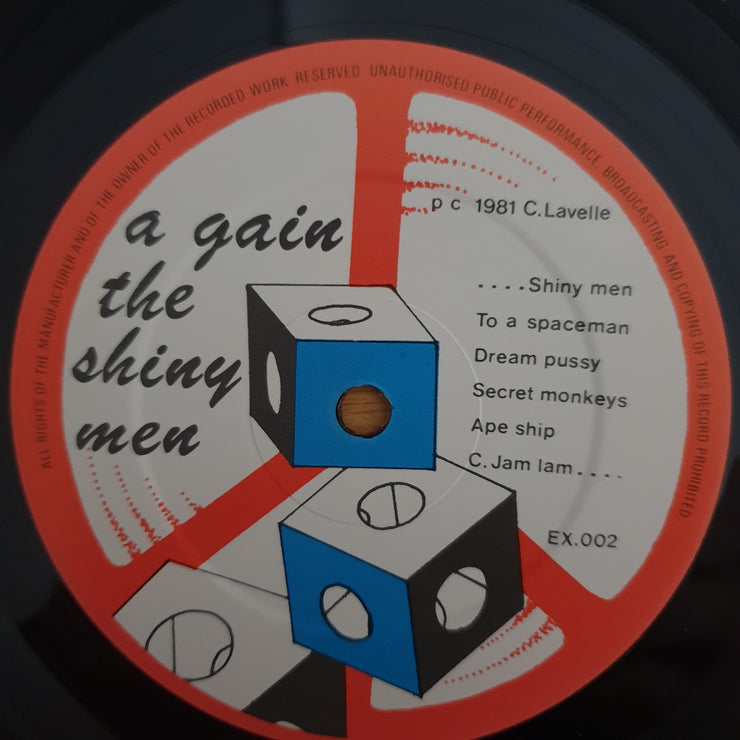 ALL RIGHTS OF THE MANUFACTURER AND OF THE OWNER OF THE RECORDED WORK RESERVED UNAUTHORISED PUBLIC PERFORMANCE, BROADCASTING AND COPYING OF THIS RECORD PROHIBITED
a gain
the
shiny
men
p c 1981 C.Lavelle
....Shiny men
To a spaceman
Dream pussy
Secret monkeys
Ape ship
C.Jam lam....
EX.002